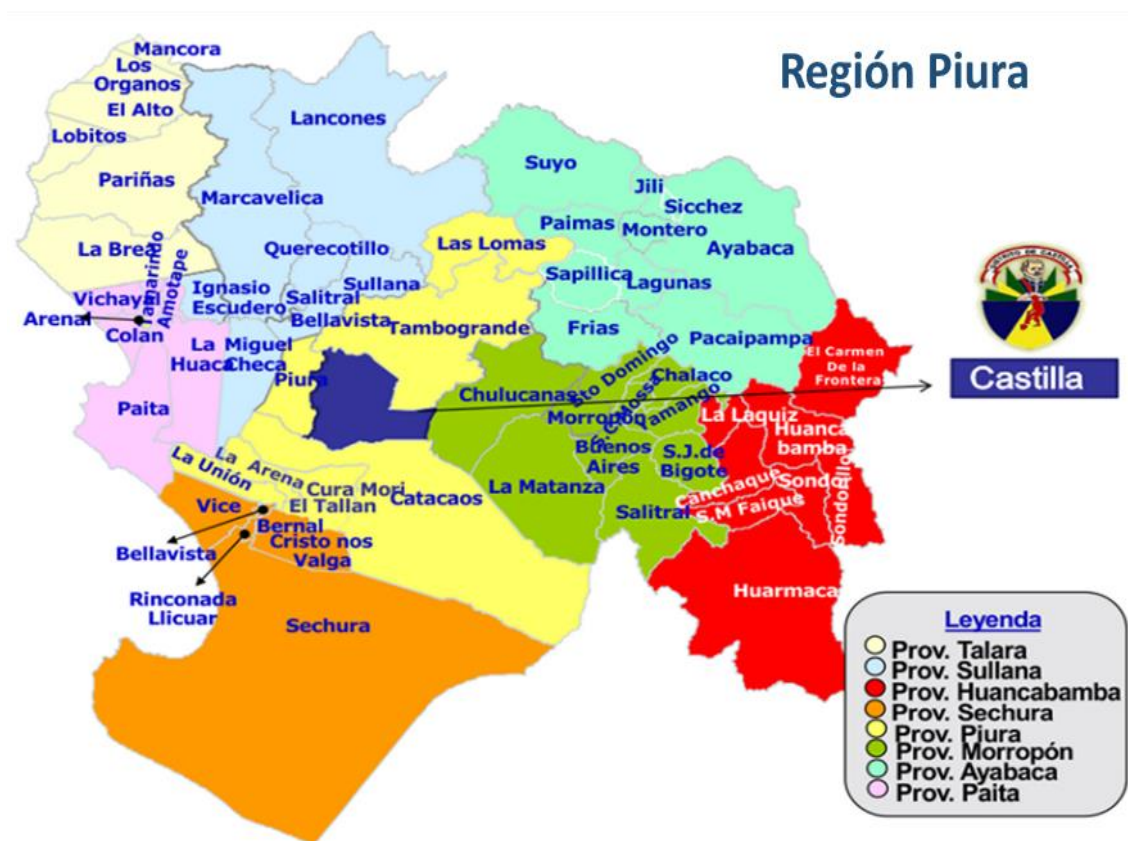 Región Piura
Mancora
Los
Organos
El Alto
Lobitos
Pariñas
La Brea
Tamarindo
Amotape
Vichayal
Arenal
Colan
La
Huaca
Paita
Lancones
Marcavelica
Querecotillo
Sullana
Ignasio
Escudero
Salitral
Bellavista
Miguel
Checa
Las Lomas
Tambogrande
Piura
Suyo
Jili
Sicchez
Paimas
Montero
Ayabaca
Sapillica
Lagunas
Frias
Pacaipampa
Sto Domingo
Chalaco
S.C. Mossa
Yamango
Chulucanas
Morropón
Buenos
Aires
S.J.de
Bigote
La Matanza
Salitral
El Carmen
De la
Frontera
La Laquiz
Huanca
bamba
Canchaque
Sondor
Sondorillo
S.M Faique
Huarmaca
La Unión
La Arena
Cura Mori
El Tallan
Catacaos
Vice
Bernal
Bellavista
Cristo nos
Valga
Rinconada
Llicuar
Sechura
DISTRITO DE CASTILLA
Castilla
Leyenda
Prov. Talara
Prov. Sullana
Prov. Huancabamba
Prov. Sechura
Prov. Piura
Prov. Morropón
Prov. Ayabaca
Prov. Paita